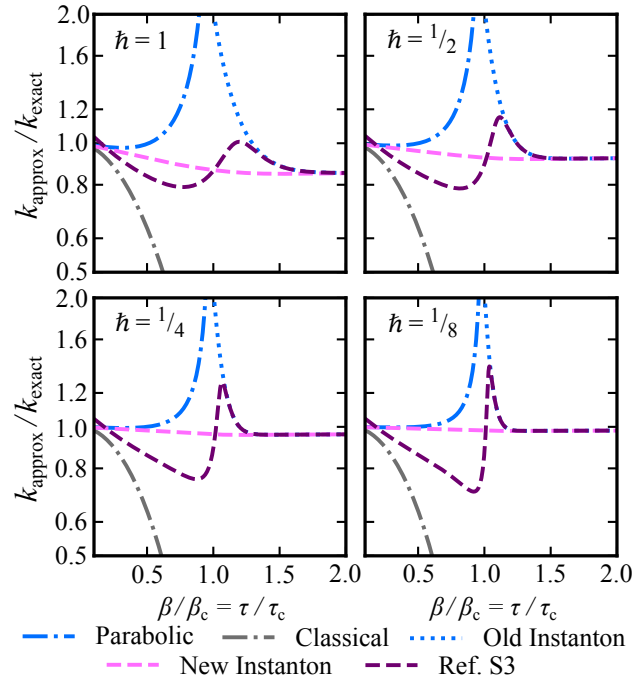 2.0
1.2
1.0
0.8
0.6
0.5
k_approx / k_exact
ħ = 1
ħ = 1/2
2.0
1.6
1.2
1.0
0.8
0.6
0.5
k_approx / k_exact
ħ = 1/4
ħ = 1/8
0.5 1.0 1.5 2.0
0.5 1.0 1.5 2.0
β/β_c = τ/τ_c
β/β_c = τ/τ_c
Parabolic Classical Old Instanton
New Instanton Ref. S3